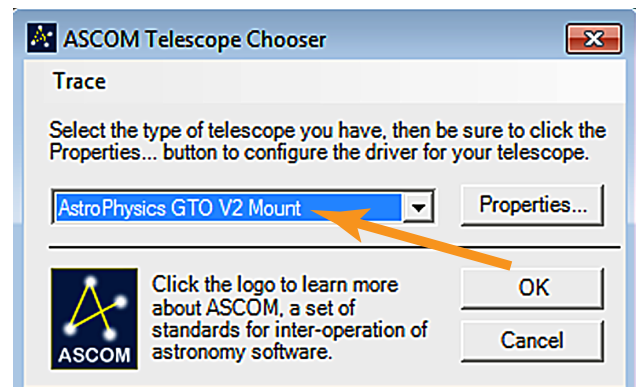 ASCOM Telescope Chooser
Trace
Select the type of telescope you have, then be sure to click the
Properties... button to configure the driver for your telescope.
AstroPhysics GTO V2 Mount
Properties...
Click the logo to learn more
about ASCOM, a set of
standards for inter-operation of
astronomy software.
ASCOM
OK
Cancel